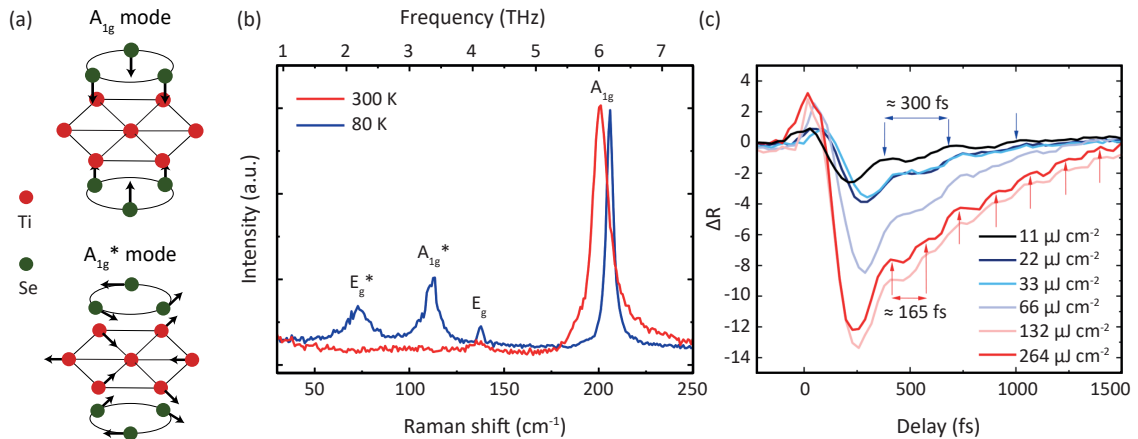 (a)
A1g mode
Ti
Se
A1g* mode
(b)
Frequency (THz)
1 2 3 4 5 6 7
300 K
80 K
Eg*
A1g*
Eg
A1g
Intensity (a.u.)
50 100 150 200 250
Raman shift (cm-1)
(c)
≈ 300 fs
≈ 165 fs
11 μJ cm-2
22 μJ cm-2
33 μJ cm-2
66 μJ cm-2
132 μJ cm-2
264 μJ cm-2
ΔR
4
2
0
-2
-4
-6
-8
-10
-12
-14
0 500 1000 1500
Delay (fs)